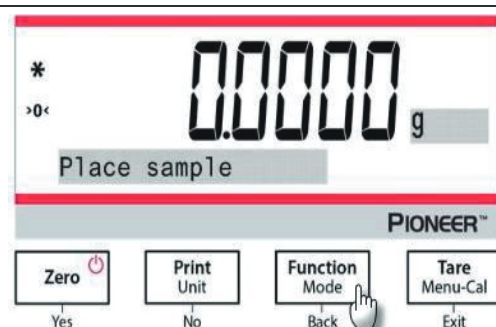 *
0.0000 g
>0<
Place sample
PIONEER™
Zero Print Function Tare
Unit Mode Menu-Cal
Yes No Back Exit